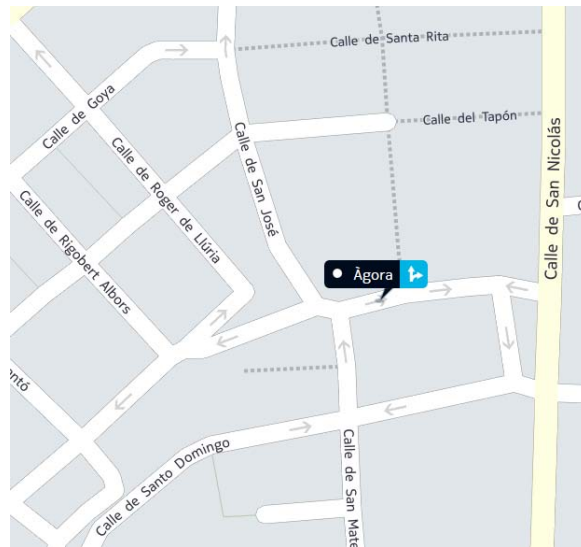 Calle de Santa Rita
Calle de Goya
Calle del Tapón
Calle de San José
Calle de Roger de Llúria
Calle de San Nicolás
Calle de Rigobert Albors
Àgora
Calle de Santo Domingo
Calle de San Mate